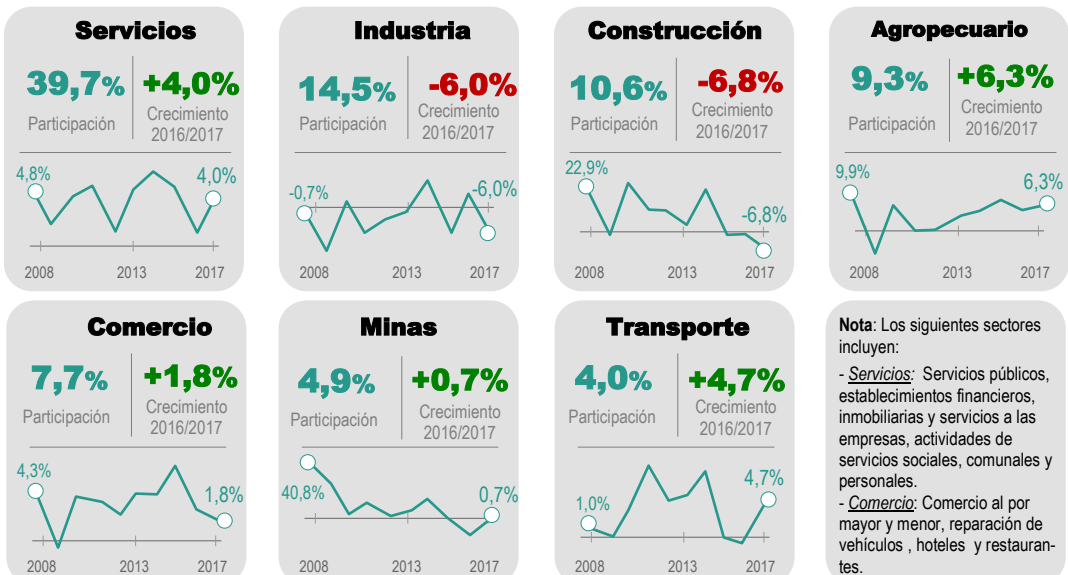 Servicios
39,7%
Participación
+4,0%
Crecimiento
2016/2017
4,8%
4,0%
2008
2013
2017
Industria
14,5%
Participación
-6,0%
Crecimiento
2016/2017
-0,7%
-6,0%
2008
2013
2017
Construcción
10,6%
Participación
-6,8%
Crecimiento
2016/2017
22,9%
-6,8%
2008
2013
2017
Agropecuario
9,3%
Participación
+6,3%
Crecimiento
2016/2017
9,9%
6,3%
2008
2013
2017
Comercio
7,7%
Participación
+1,8%
Crecimiento
2016/2017
4,3%
1,8%
2008
2013
2017
Minas
4,9%
Participación
+0,7%
Crecimiento
2016/2017
40,8%
0,7%
2008
2013
2017
Transporte
4,0%
Participación
+4,7%
Crecimiento
2016/2017
1,0%
4,7%
2008
2013
2017
Nota: Los siguientes sectores
incluyen:
- Servicios: Servicios públicos,
establecimientos financieros,
inmobiliarias y servicios a las
empresas, actividades de
servicios sociales, comunales y
personales.
- Comercio: Comercio al por
mayor y menor, reparación de
vehículos , hoteles y restauran-
tes.